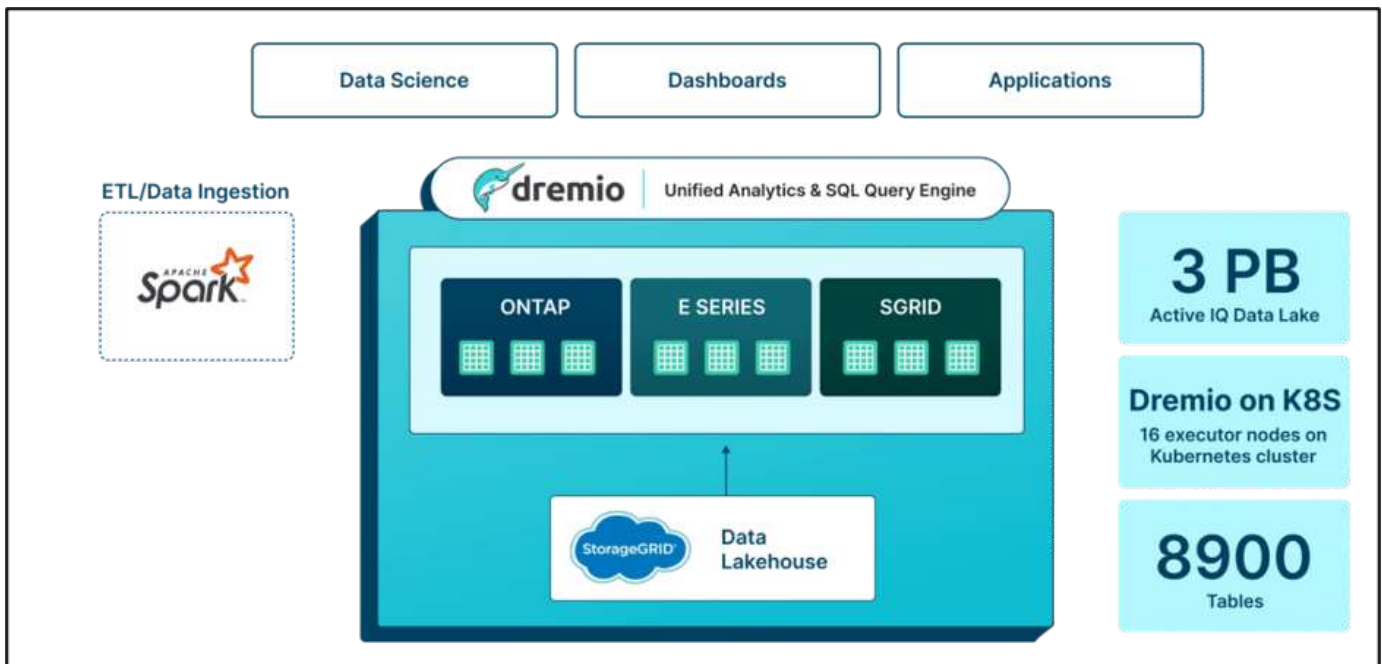 Data Science
Dashboards
Applications
ETL/Data Ingestion
APACHE
Spark
dremio
Unified Analytics & SQL Query Engine
ONTAP
E SERIES
SGRID
StorageGRID
Data
Lakehouse
3 PB
Active IQ Data Lake
Dremio on K8S
16 executor nodes on
Kubernetes cluster
8900
Tables